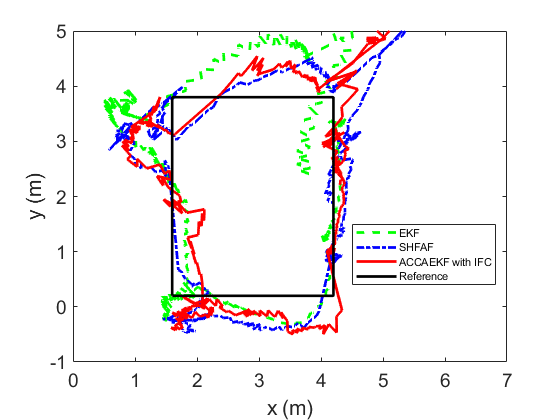 5
4
3
2
1
0
-1
y (m)
EKF
SHFAF
ACCAEKF with IFC
Reference
0 1 2 3 4 5 6 7
x (m)